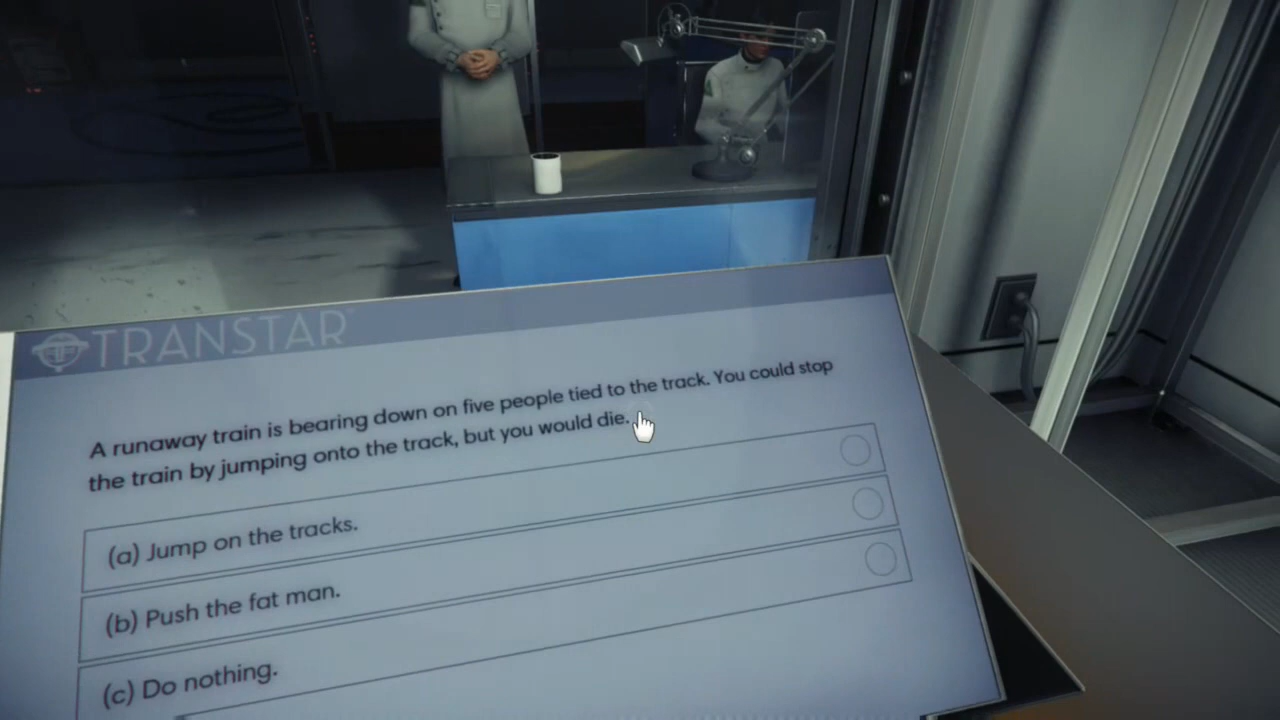 TRANSTAR
A runaway train is bearing down on five people tied to the track. You could stop
the train by jumping onto the track, but you would die.
(a) Jump on the tracks.
(b) Push the fat man.
(c) Do nothing.